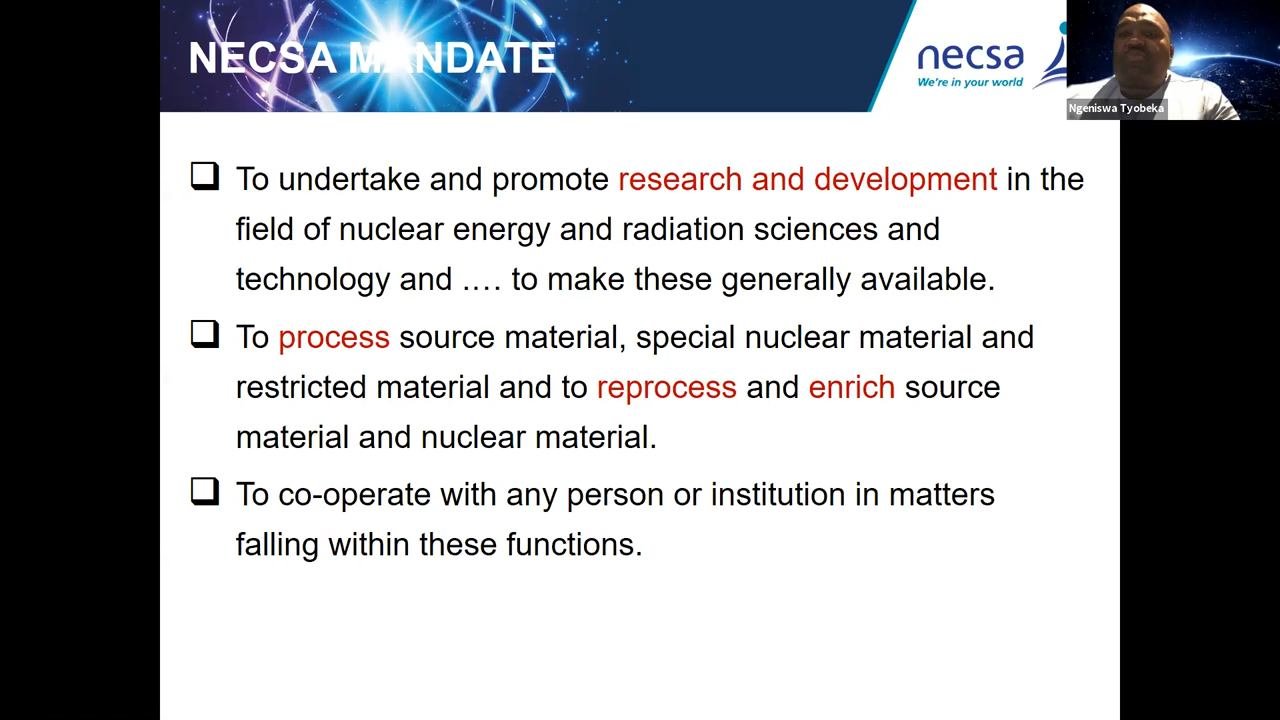 NECSA MANDATE
necsa
We're in your world
Ngeniswa Tyobeka
To undertake and promote research and development in the
field of nuclear energy and radiation sciences and
technology and .... to make these generally available.
To process source material, special nuclear material and
restricted material and to reprocess and enrich source
material and nuclear material.
To co-operate with any person or institution in matters
falling within these functions.